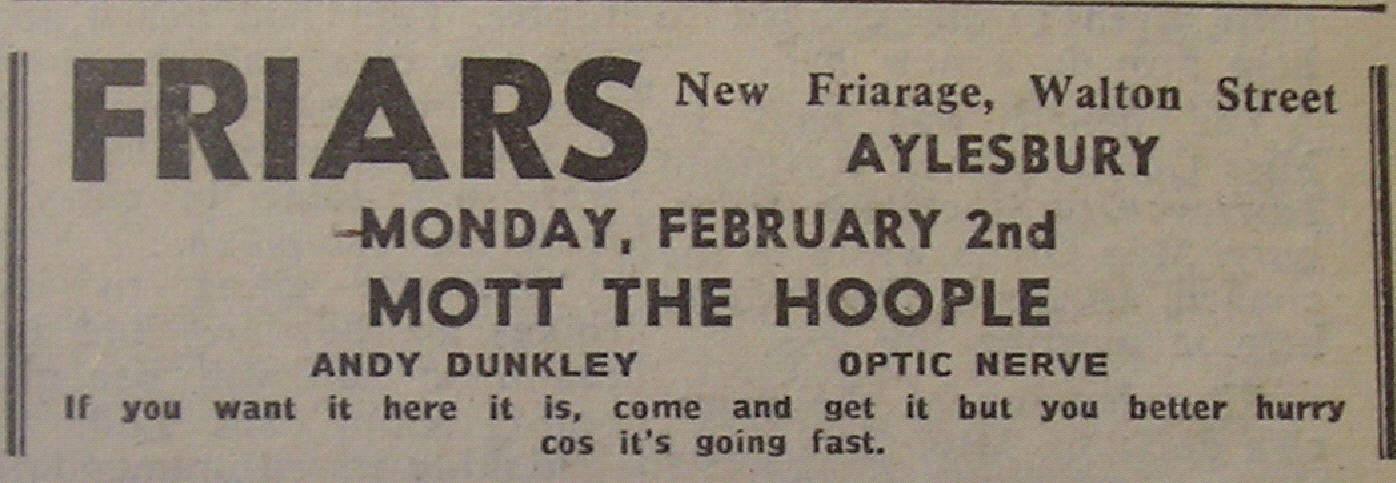 FRIARS New Friarage, Walton Street
AYLESBURY
MONDAY, FEBRUARY 2nd
MOTT THE HOOPLE
ANDY DUNKLEY OPTIC NERVE
If you want it here it is, come and get it but you better hurry
cos it's going fast.